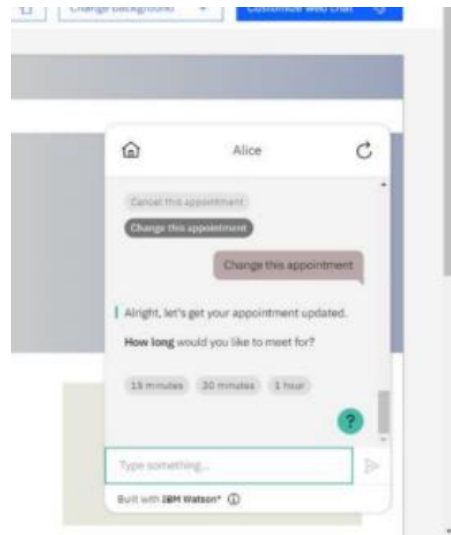 Change background
Customize web chat
Alice
Cancel this appointment
Change this appointment
Change this appointment
Alright, let's get your appointment updated.
How long would you like to meet for?
15 minutes 30 minutes 1 hour
?
Type something...
Built with IBM Watson®